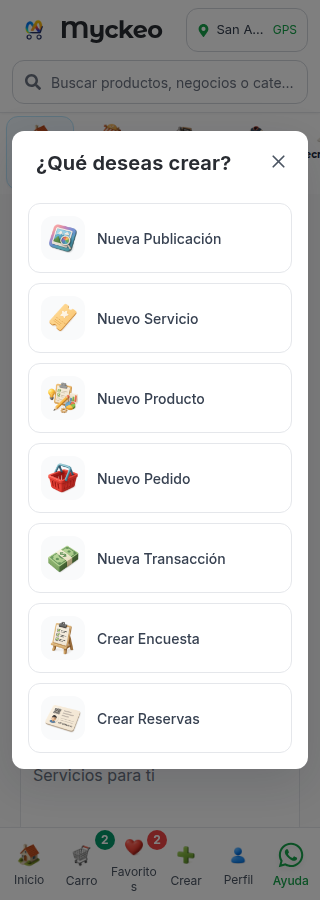 Myckeo
San A... GPS
Buscar productos, negocios o cate...
¿Qué deseas crear?
Nueva Publicación
Nuevo Servicio
Nuevo Producto
Nuevo Pedido
Nueva Transacción
Crear Encuesta
Crear Reservas
Servicios para ti
2
2
Inicio
Carro
Favorito
s
Crear
Perfil
Ayuda